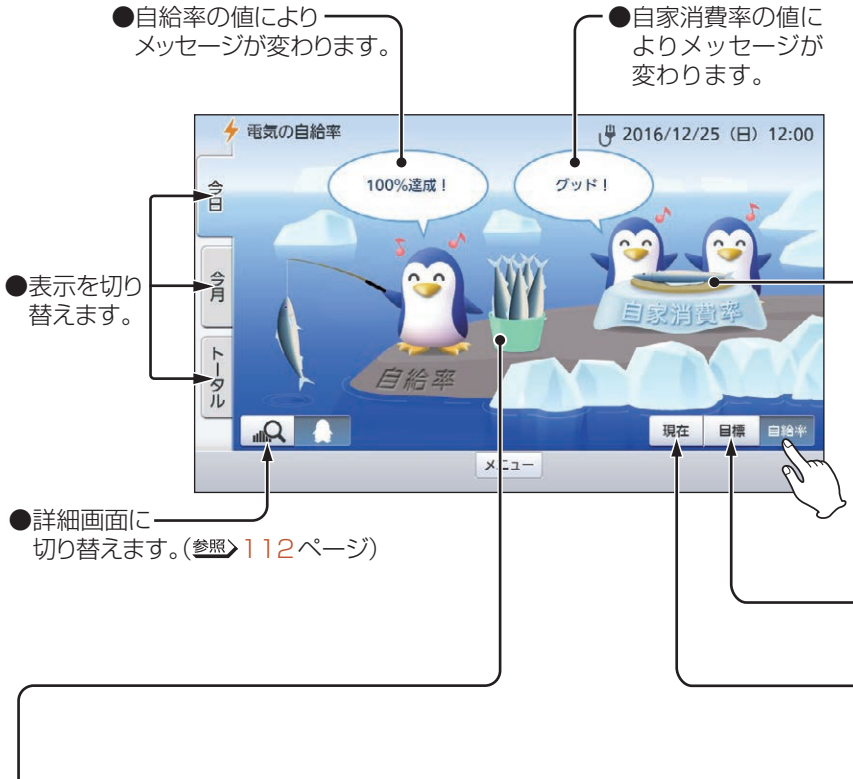 ●自給率の値により
メッセージが変わります。
●自家消費率の値に
よりメッセージが
変わります。
電気の自給率
2016/12/25（日）12:00
100%達成！
グッド！
今日
今月
トータル
●表示を切り
替えます。
自家消費率
自給率
現在
目標
自給率
メニュー
●詳細画面に
切り替えます。（参照 112ページ）